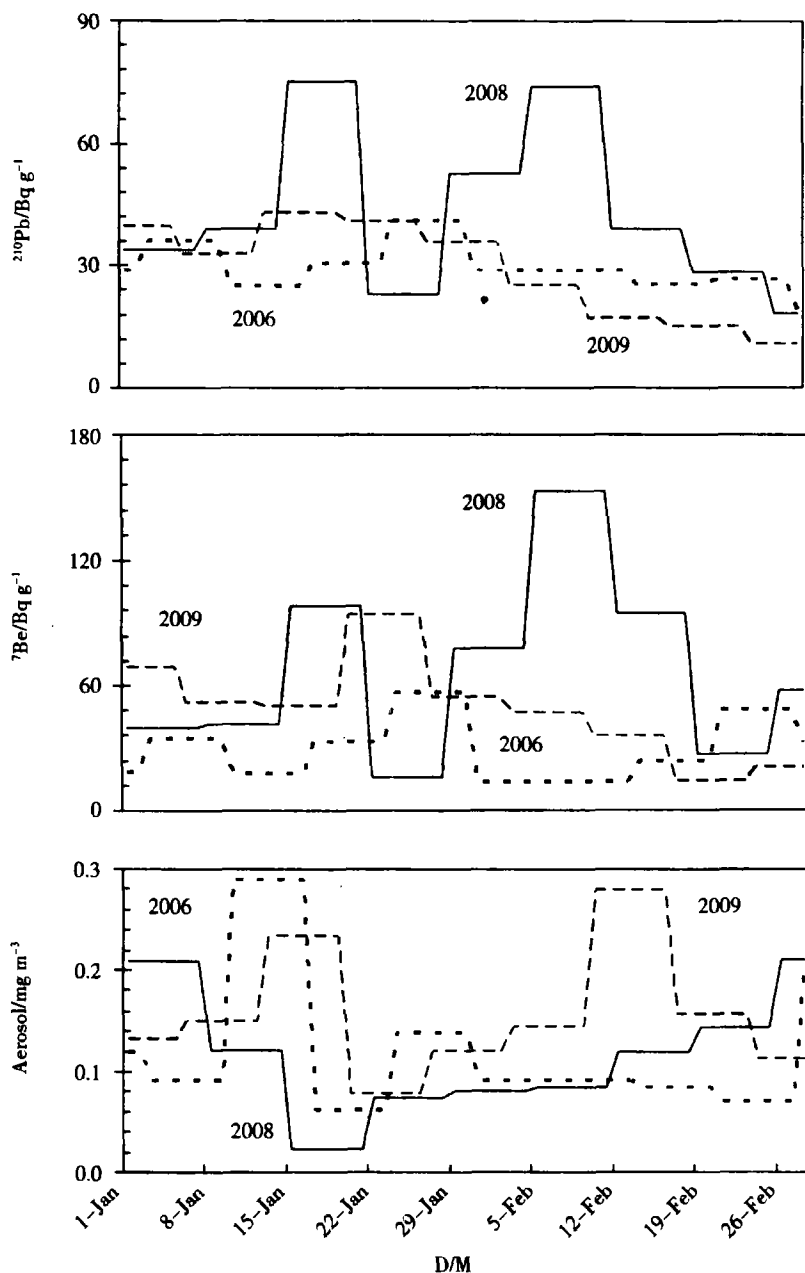 90
60
30
0
²¹⁰Pb/Bq g⁻¹
2008
2006
2009
180
120
60
0
⁷Be/Bq g⁻¹
2008
2009
2006
0.3
0.2
0.1
0.0
Aerosol/mg m⁻³
2006
2009
2008
1-Jan
8-Jan
15-Jan
22-Jan
29-Jan
5-Feb
12-Feb
19-Feb
26-Feb
D/M